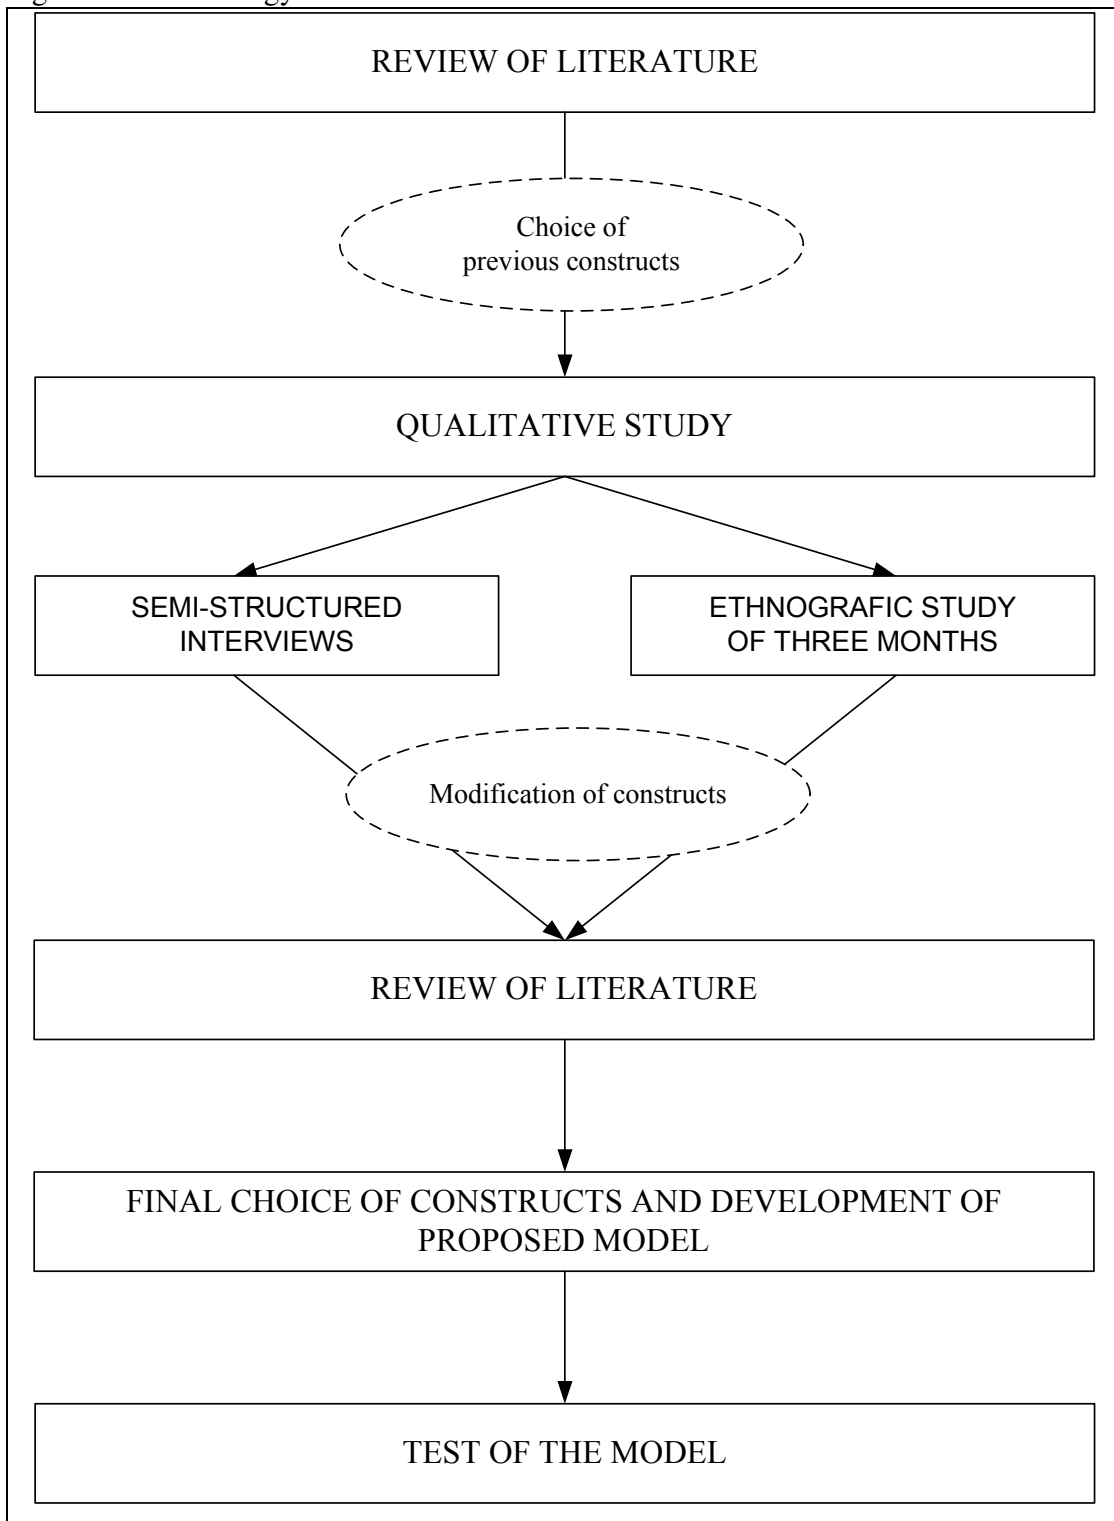 REVIEW OF LITERATURE
Choice of
previous constructs
QUALITATIVE STUDY
SEMI-STRUCTURED
INTERVIEWS
ETHNOGRAFIC STUDY
OF THREE MONTHS
Modification of constructs
REVIEW OF LITERATURE
FINAL CHOICE OF CONSTRUCTS AND DEVELOPMENT OF
PROPOSED MODEL
TEST OF THE MODEL